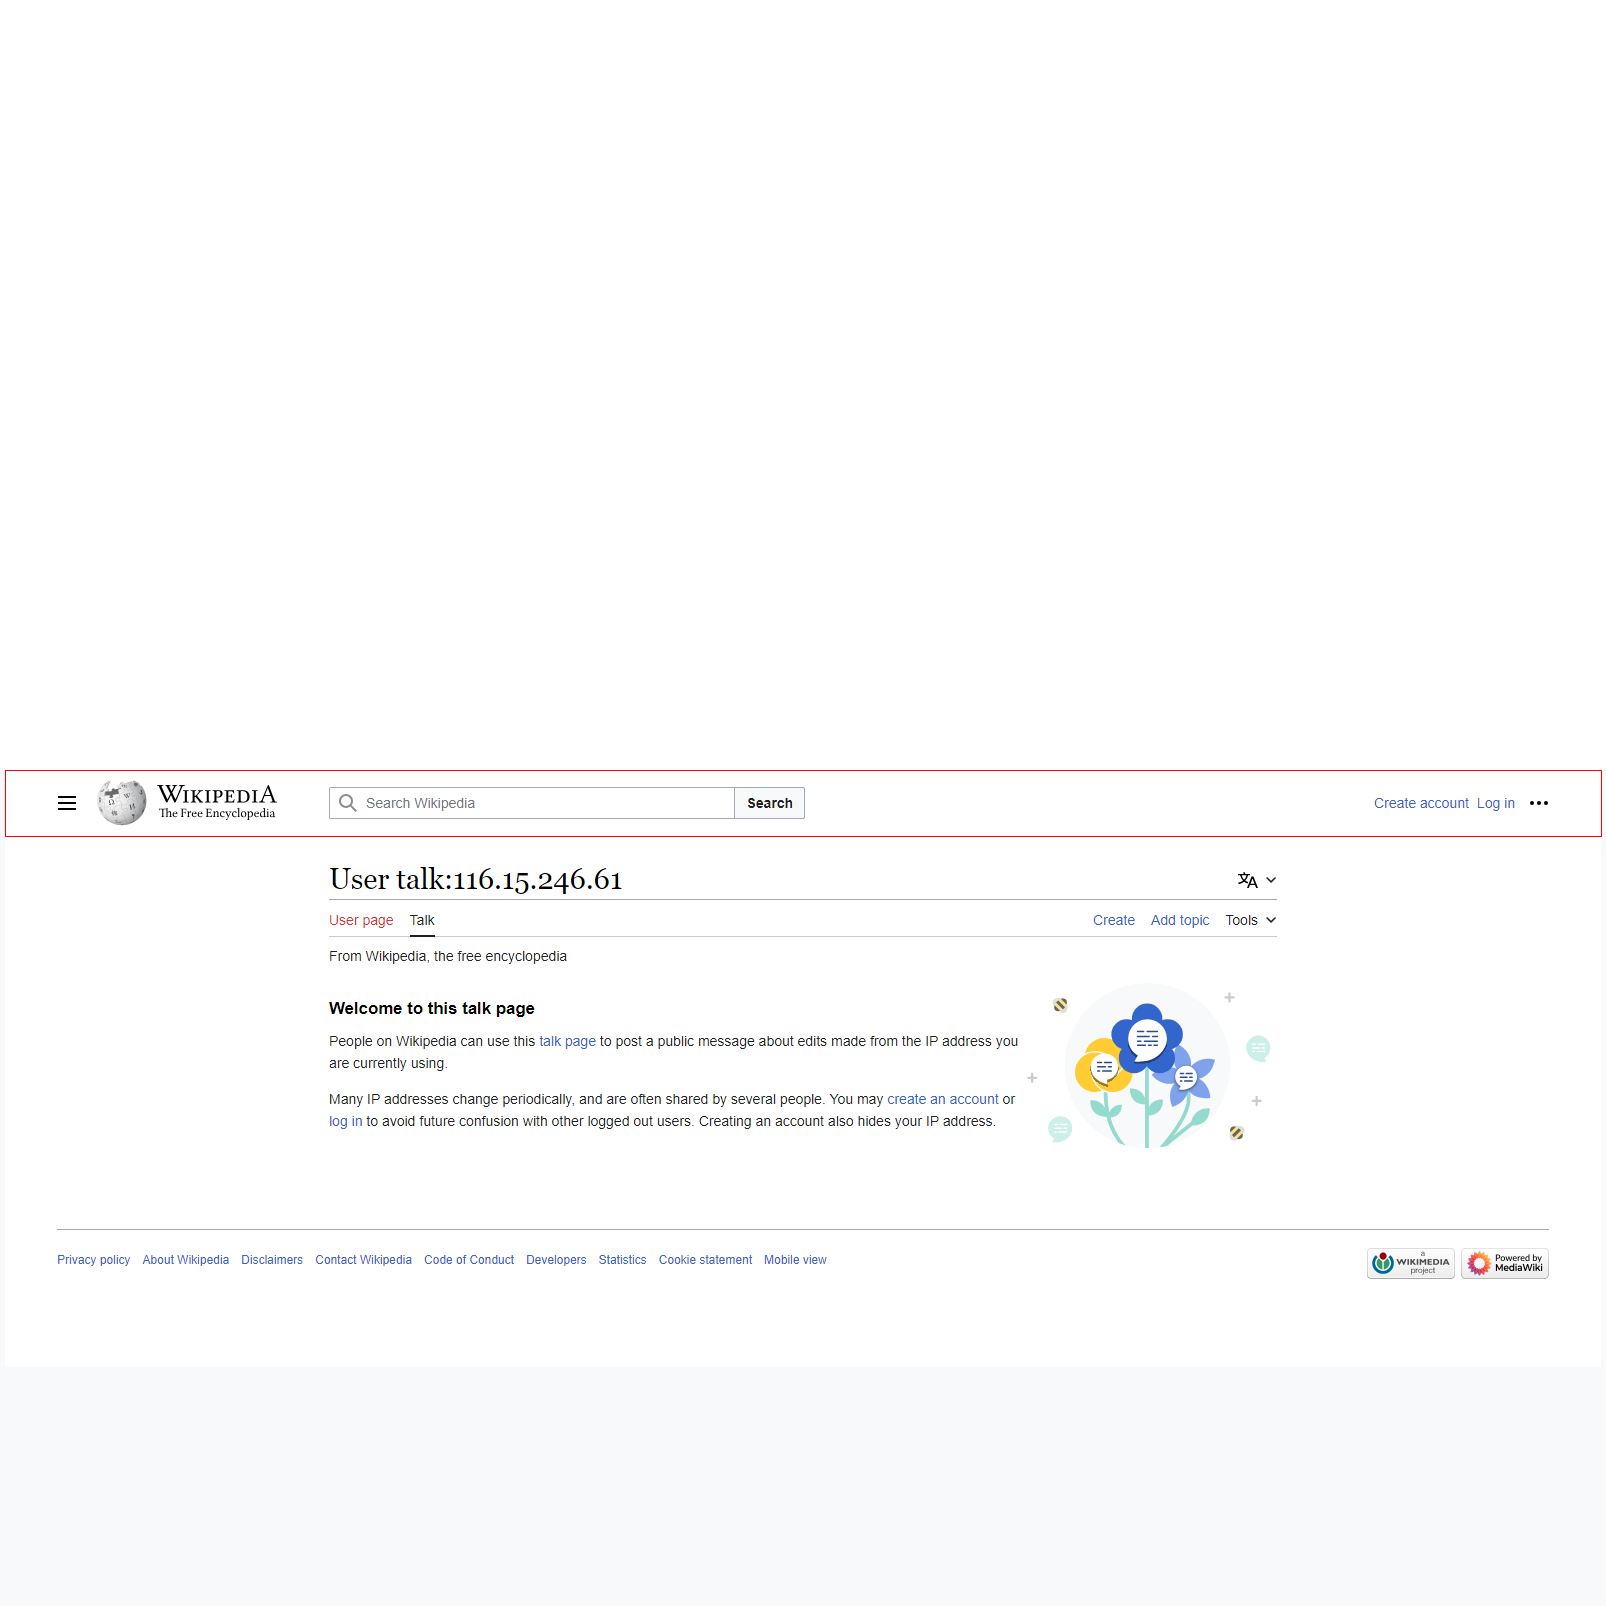 WIKIPEDIA
The Free Encyclopedia
Search Wikipedia
Search
Create account Log in
User talk:116.15.246.61
User page Talk
Create Add topic Tools
From Wikipedia, the free encyclopedia
Welcome to this talk page
People on Wikipedia can use this talk page to post a public message about edits made from the IP address you
are currently using.
Many IP addresses change periodically, and are often shared by several people. You may create an account or
log in to avoid future confusion with other logged out users. Creating an account also hides your IP address.
Privacy policy About Wikipedia Disclaimers Contact Wikipedia Code of Conduct Developers Statistics Cookie statement Mobile view
a
WIKIMEDIA
project
Powered by
MediaWiki